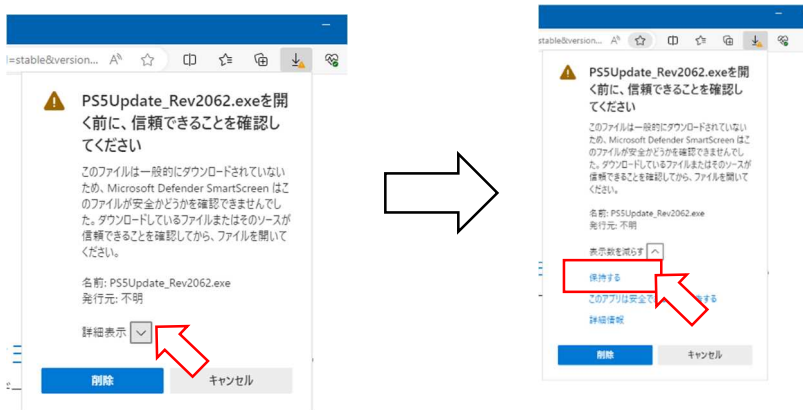 l=stable&version...
PS5Update_Rev2062.exeを開
く前に、信頼できることを確認し
てください
このファイルは一般的にダウンロードされていない
ため、Microsoft Defender SmartScreen はこ
のファイルが安全かどうかを確認できませんでし
た。ダウンロードしているファイルまたはそのソースが
信頼できることを確認してから、ファイルを開いて
ください。
名前: PS5Update_Rev2062.exe
発行元: 不明
詳細表示
削除
キャンセル
stable&version...
PS5Update_Rev2062.exeを開
く前に、信頼できることを確認し
てください
このファイルは一般的にダウンロードされていない
ため、Microsoft Defender SmartScreen はこ
のファイルが安全かどうかを確認できませんでし
た。ダウンロードしているファイルまたはそのソースが
信頼できることを確認してから、ファイルを開いて
ください。
名前: PS5Update_Rev2062.exe
発行元: 不明
表示数を減らす
保持する
このアプリは安全で
する
詳細情報
削除
キャンセル